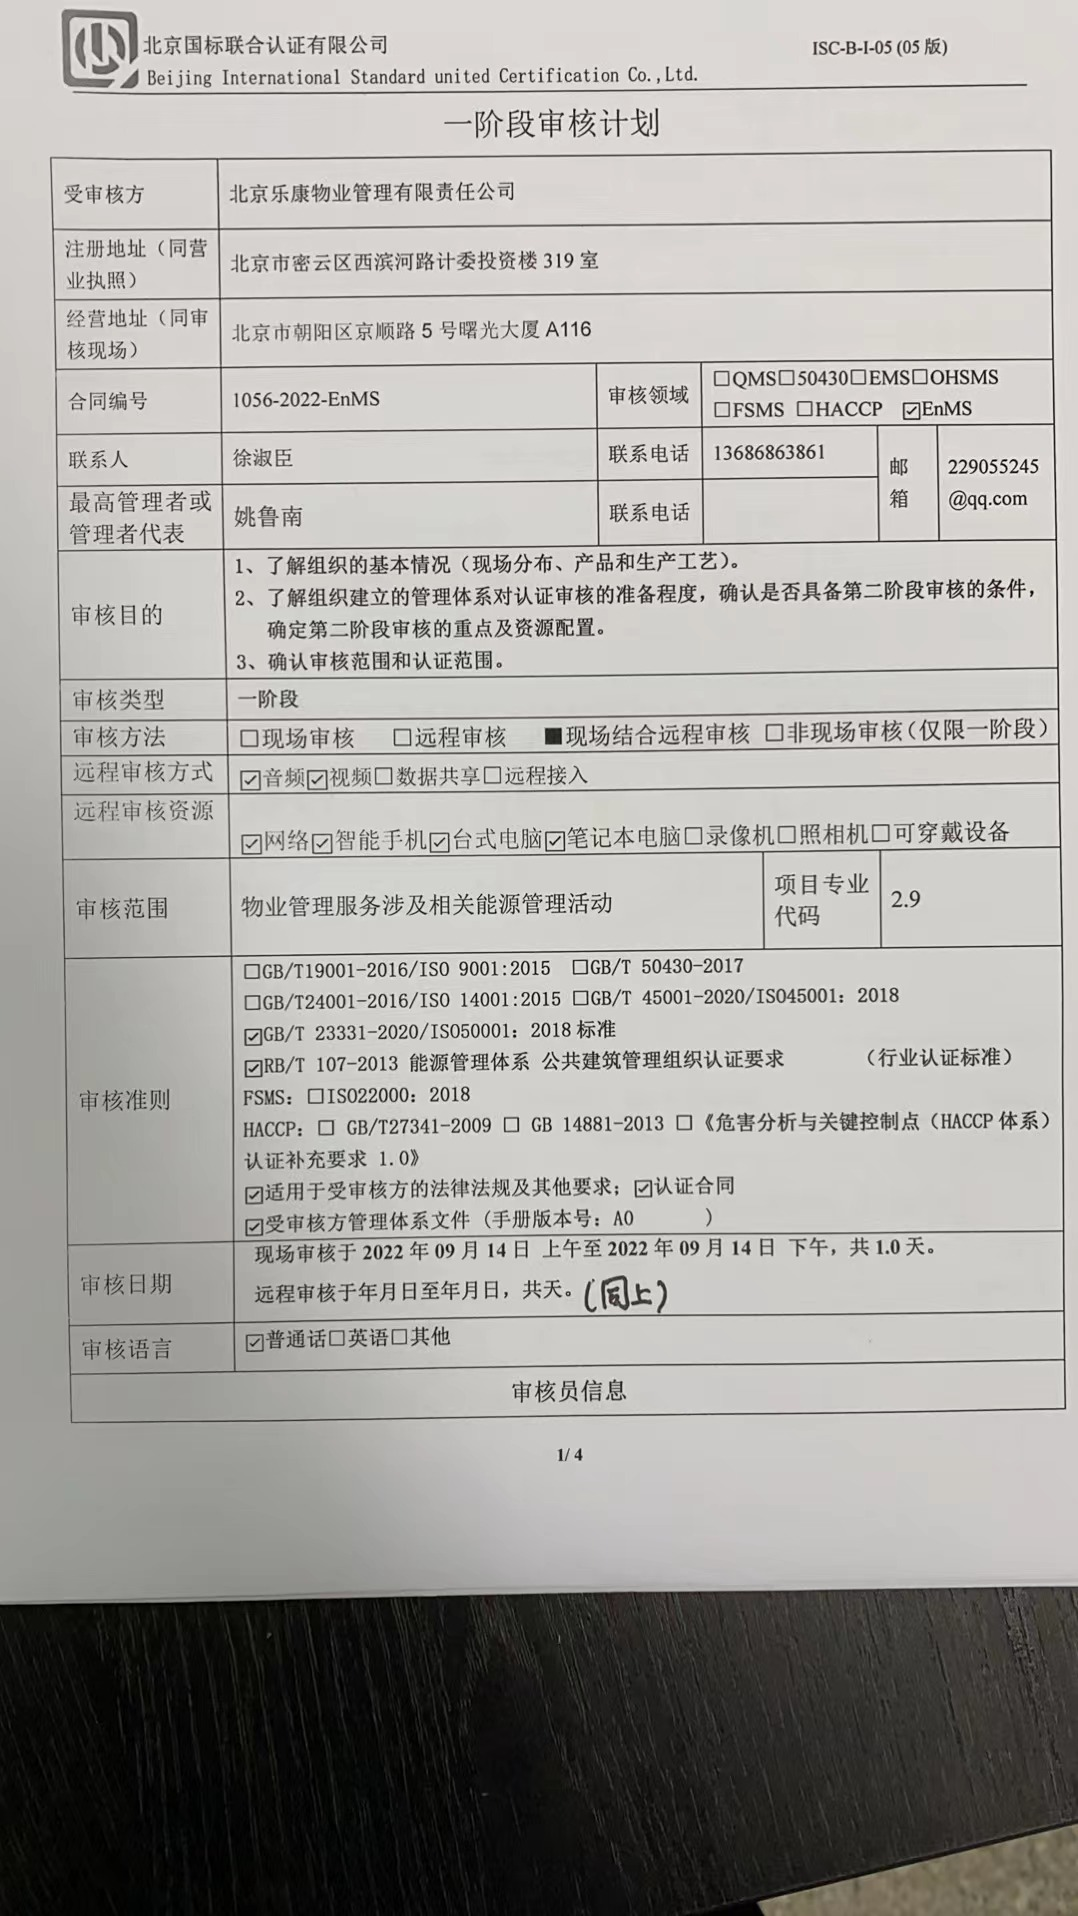 北京国标联合认证有限公司
ISC-B-I-05 (05 版)
Beijing International Standard united Certification Co.,Ltd.
一阶段审核计划
受审核方
北京乐康物业管理有限责任公司
注册地址（同营
业执照）
北京市密云区西滨河路计委投资楼 319 室
经营地址（同审
核现场）
北京市朝阳区京顺路 5 号曙光大厦 A116
合同编号
1056-2022-EnMS
审核领域
□QMS□50430□EMS□OHSMS
□FSMS □HACCP ☑EnMS
联系人
徐淑臣
联系电话
13686863861
邮
箱
229055245
@qq.com
最高管理者或
管理者代表
姚鲁南
联系电话
审核目的
1、了解组织的基本情况（现场分布、产品和生产工艺）。
2、了解组织建立的管理体系对认证审核的准备程度，确认是否具备第二阶段审核的条件，
确定第二阶段审核的重点及资源配置。
3、确认审核范围和认证范围。
审核类型
一阶段
审核方法
□现场审核 □远程审核 ■现场结合远程审核 □非现场审核（仅限一阶段）
远程审核方式
☑音频☑视频□数据共享□远程接入
远程审核资源
☑网络☑智能手机☑台式电脑☑笔记本电脑□录像机□照相机□可穿戴设备
审核范围
物业管理服务涉及相关能源管理活动
项目专业
代码
2.9
审核准则
□GB/T19001-2016/ISO 9001:2015 □GB/T 50430-2017
□GB/T24001-2016/ISO 14001:2015 □GB/T 45001-2020/ISO45001：2018
☑GB/T 23331-2020/ISO50001：2018 标准
☑RB/T 107-2013 能源管理体系 公共建筑管理组织认证要求 （行业认证标准）
FSMS：□ISO22000：2018
HACCP：□ GB/T27341-2009 □ GB 14881-2013 □《危害分析与关键控制点（HACCP 体系）
认证补充要求 1.0》
☑适用于受审核方的法律法规及其他要求；☑认证合同
☑受审核方管理体系文件（手册版本号：A0 ）
审核日期
现场审核于 2022 年 09 月 14 日 上午至 2022 年 09 月 14 日 下午，共 1.0 天。
远程审核于年月日至年月日，共天。(同上)
审核语言
☑普通话□英语□其他
审核员信息
1/ 4